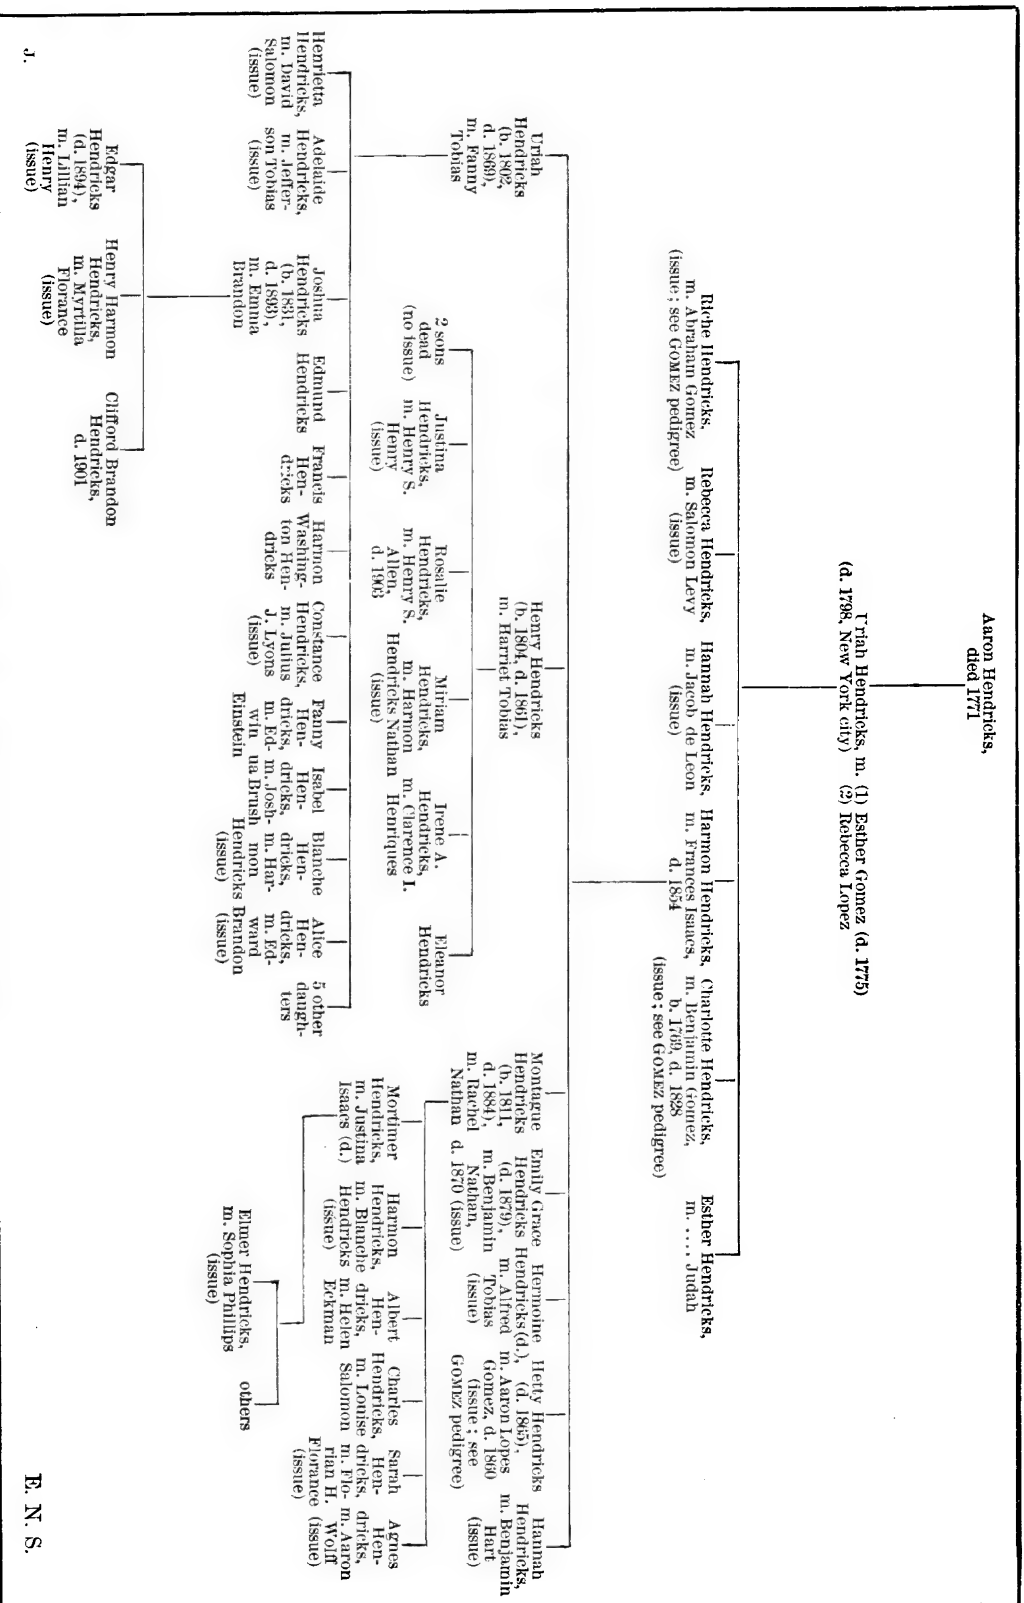 Aaron Hendricks,
died 1771
Uriah Hendricks, m. (1) Esther Gomez (d. 1775)
(d. 1798, New York city) (2) Rebecca Lopez
Riche Hendricks,
m. Abraham Gomez
(issue; see GOMEZ pedigree)
Rebecca Hendricks,
m. Salomon Levy
(issue)
Hannah Hendricks,
m. Jacob de Leon
(issue)
Harmon Hendricks,
m. Frances Isaacs,
d. 1854
Charlotte Hendricks,
m. Benjamin Gomez,
b. 1769, d. 1828
(issue; see GOMEZ pedigree)
Esther Hendricks,
m. .... Judah
Uriah
Hendricks
(b. 1802,
d. 1869),
m. Fanny
Tobias
Henry Hendricks
(b. 1804, d. 1861),
m. Harriet Tobias
Montague
Hendricks
(b. 1811,
d. 1884),
m. Rachel
Nathan
Emily Grace
Hendricks
(d. 1879),
m. Benjamin
Nathan,
d. 1870 (issue)
Hermoine
Hendricks (d.),
m. Alfred
Tobias
(issue)
Hetty Hendricks
(d. 1865),
m. Aaron Lopes
Gomez, d. 1860
(issue; see
GOMEZ pedigree)
Hannah
Hendricks,
m. Benjamin
Hart
(issue)
2 sons
dead
(no issue)
Justina
Hendricks,
m. Henry S.
Henry
(issue)
Rosalie
Hendricks,
m. Henry S.
Allen,
d. 1903
Miriam
Hendricks,
m. Harmon
Hendricks Nathan
(issue)
Irene A.
Hendricks,
m. Clarence I.
Henriques
Eleanor
Hendricks
Mortimer
Hendricks,
m. Justina
Isaacs (d.)
Harmon
Hendricks,
m. Blanche
Hendricks
(issue)
Albert
Hen-
dricks,
m. Helen
Eckman
Charles
Hendricks,
m. Louise
Salomon
Sarah
Hen-
dricks,
m. Flo-
rian H.
Florance
(issue)
Agnes
Hen-
dricks,
m. Aaron
Wolff
(issue)
Henrietta
Hendricks,
m. David
Salomon
(issue)
Adelaide
Hendricks,
m. Jeffer-
son Tobias
(issue)
Joshua
Hendricks
(b. 1831,
d. 1893),
m. Emma
Brandon
Edmund
Hendricks
Francis
Hen-
dricks
Harmon
Washing-
ton Hen-
dricks
Constance
Hendricks,
m. Julius
J. Lyons
(issue)
Fanny
Hen-
dricks,
m. Ed-
win
Einstein
Isabel
Hen-
dricks,
m. Josh-
ua Brush
Blanche
Hen-
dricks,
m. Har-
mon
Hendricks
(issue)
Alice
Hen-
dricks,
m. Ed-
ward
Brandon
(issue)
5 other
daugh-
ters
Elmer Hendricks,
m. Sophia Phillips
(issue)
others
Edgar
Hendricks
(d. 1894),
m. Lillian
Henry
(issue)
Henry Harmon
Hendricks,
m. Myrtilla
Florance
(issue)
Clifford Brandon
Hendricks,
d. 1901
J.
E. N. S.